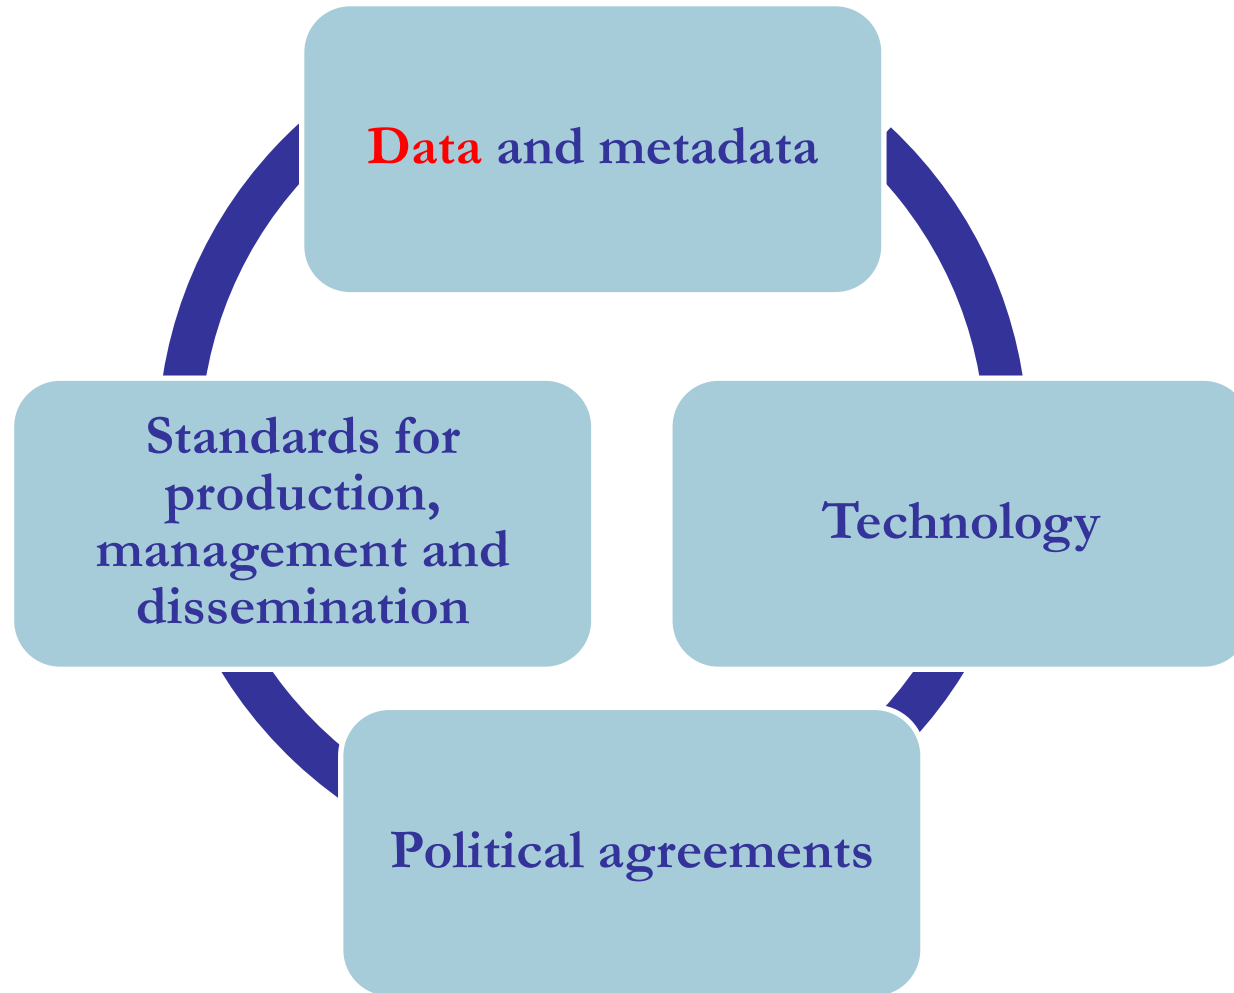 Data and metadata
Standards for
production,
management and
dissemination
Technology
Political agreements